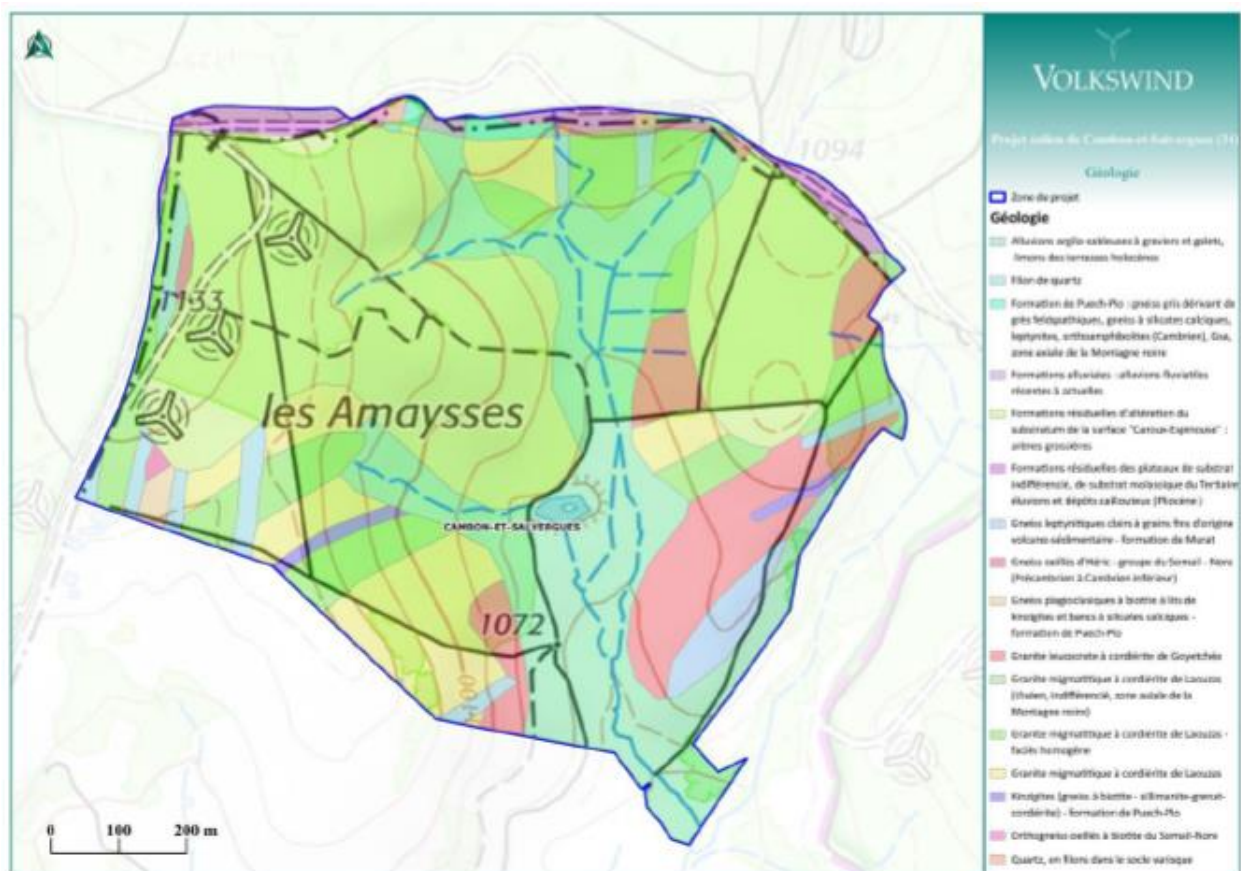 VOLKSWIND
Projet éolien de Cambon-et-Salvergues
Géologie
Zone de projet
Géologie
Alluvions argilo-sableuses à graviers et galets,
limons des terrasses holocènes
Filon de quartz
Formation de Puech-Plo : gneiss gris dérivant de
grès feldspathiques, gneiss à silicates calciques,
leptynites, orthoamphibolites (Cambrien),
zone axiale de la Montagne noire
Formations alluviales : alluvions fluviatiles
récentes à actuelles
Formations résiduelles d'altération du
substratum de la surface "Caroux-Espinouse" :
arènes grossières
Formations résiduelles des plateaux de substrat
indifférencié, de substrat molassique du Tertiaire
éluvions et dépôts caillouteux (Pliocène)
Gneiss leptynitiques clairs à grains fins d'origine
volcano-sédimentaire - formation de Murat
Gneiss oeillés d'Héric - groupe du Somail - Nore
(Précambrien à Cambrien inférieur)
Gneiss plagioclasiques à biotite à lits de
kinzigites et bancs à silicates calciques -
formation de Puech-Plo
Granite leucocrate à cordiérite de Goyetchéo
Granite migmatitique à cordiérite de Laouzas
(Viséen, indifférencié, zone axiale de la
Montagne noire)
Granite migmatitique à cordiérite de Laouzas -
faciès homogène
Granite migmatitique à cordiérite de Laouzas
Kinzigites (gneiss à biotite - sillimanite-grenat-
cordiérite) - formation de Puech-Plo
Orthogneiss oeillés à biotite du Somail-Nore
Quartz, en filons dans le socle varisque
1094
1133
les Amaysses
CAMBON-ET-SALVERGUES
1072
1100
0 100 200 m